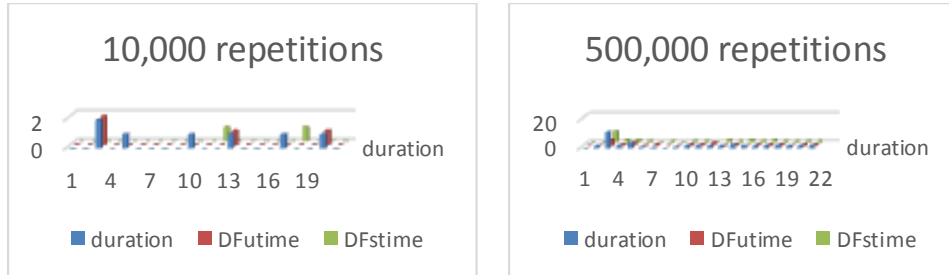 10,000 repetitions
2
0
duration
1 4 7 10 13 16 19
duration DFutime DFstime
500,000 repetitions
20
0
duration
1 4 7 10 13 16 19 22
duration DFutime DFstime